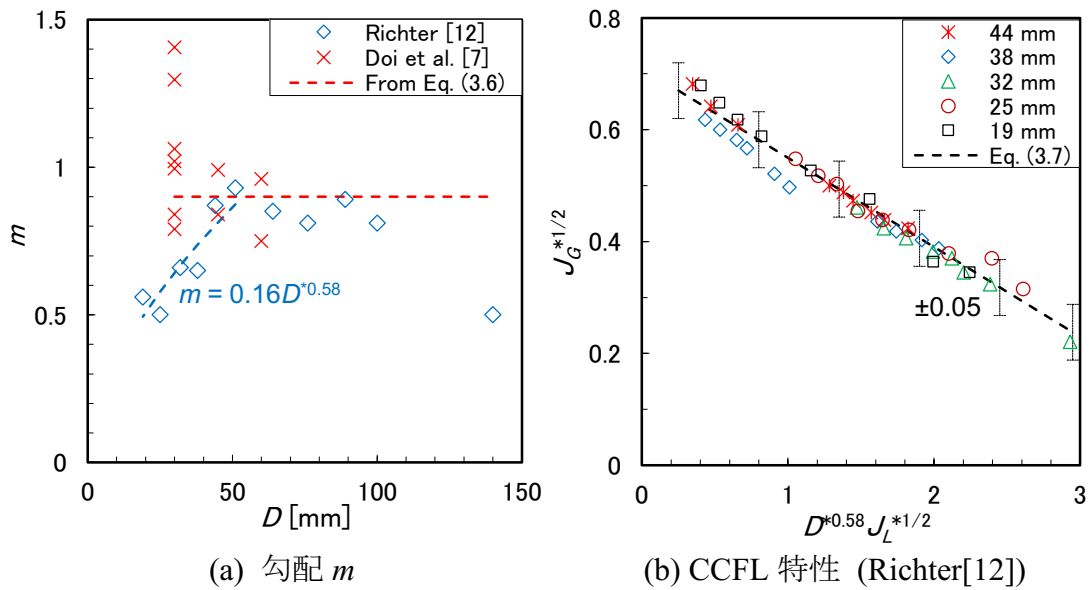 1.5
1
0.5
0
m
Richter [12]
Doi et al. [7]
From Eq. (3.6)
m = 0.16D*0.58
0 50 100 150
D [mm]
(a) 勾配 m
0.8
0.6
0.4
0.2
0
JG*1/2
44 mm
38 mm
32 mm
25 mm
19 mm
Eq. (3.7)
±0.05
0 1 2 3
D*0.58JL*1/2
(b) CCFL 特性 (Richter[12])